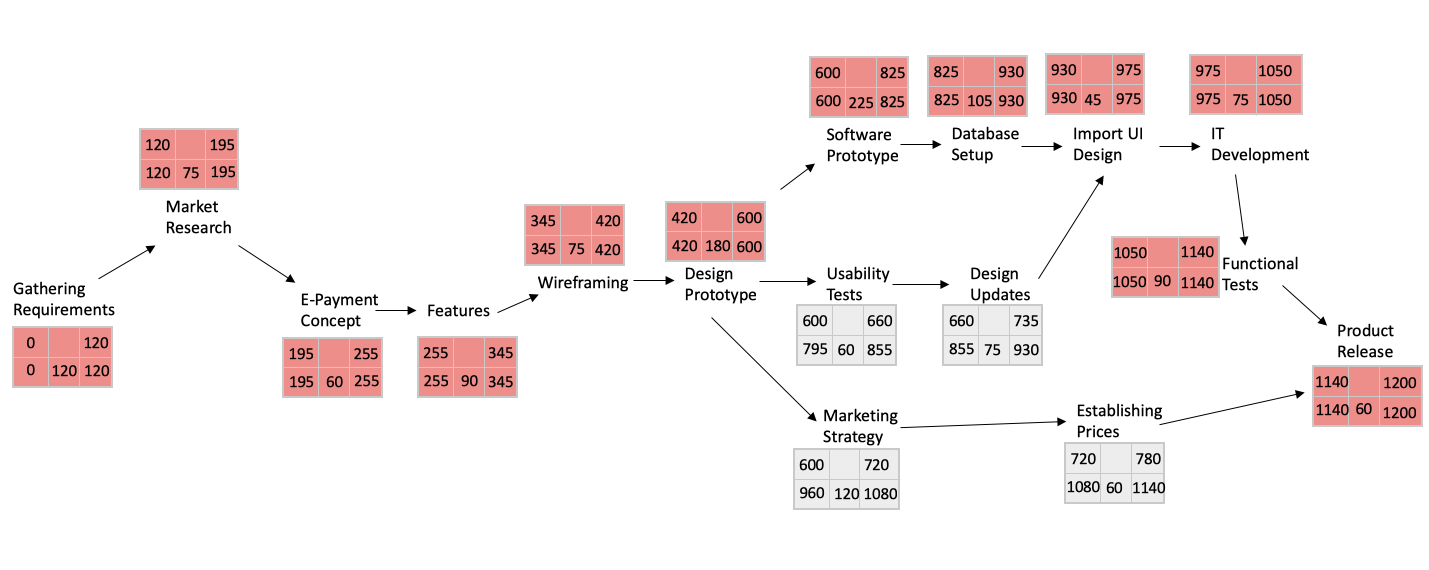 Gathering
Requirements
0 120
0 120 120
120 195
120 75 195
Market
Research
E-Payment
Concept
195 255
195 60 255
Features
255 345
255 90 345
345 420
345 75 420
Wireframing
420 600
420 180 600
Design
Prototype
600 825
600 225 825
Software
Prototype
825 930
825 105 930
Database
Setup
930 975
930 45 975
Import UI
Design
975 1050
975 75 1050
IT
Development
Usability
Tests
600 660
795 60 855
Design
Updates
660 735
855 75 930
1050 1140
1050 90 1140
Functional
Tests
Marketing
Strategy
600 720
960 120 1080
Establishing
Prices
720 780
1080 60 1140
Product
Release
1140 1200
1140 60 1200